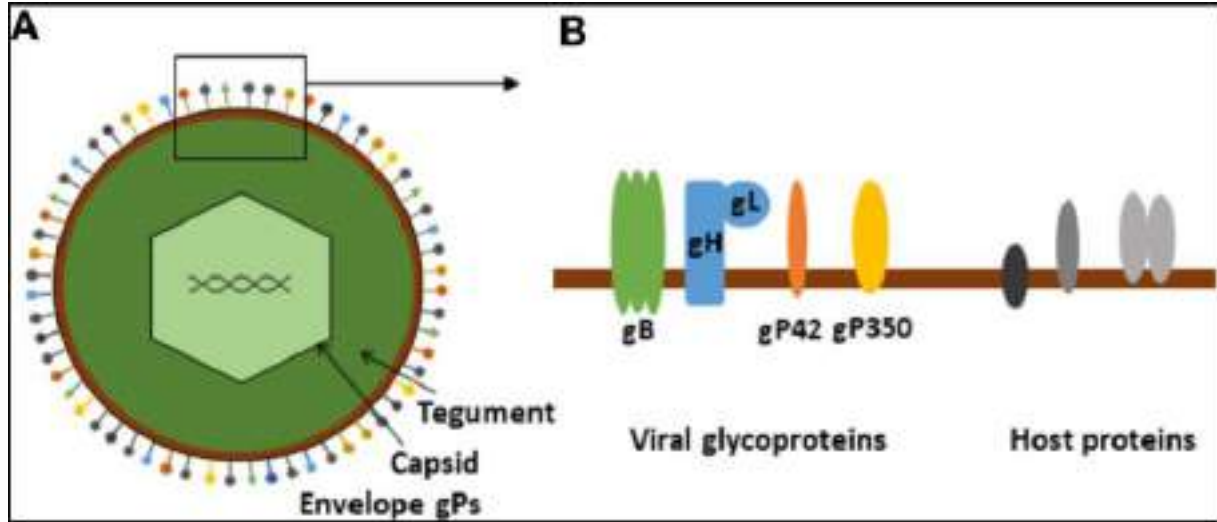 A
B
gL
gH
gB
gP42 gP350
Tegument
Capsid
Envelope gPs
Viral glycoproteins
Host proteins